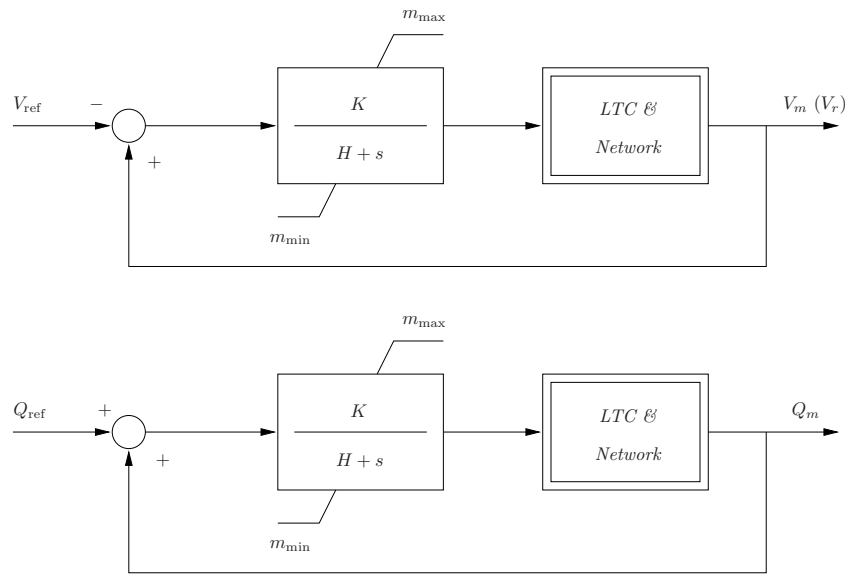 m_max
V_ref
−
K
LTC &
V_m (V_r)
H + s
Network
+
m_min
m_max
Q_ref
+
K
LTC &
Q_m
H + s
Network
+
m_min